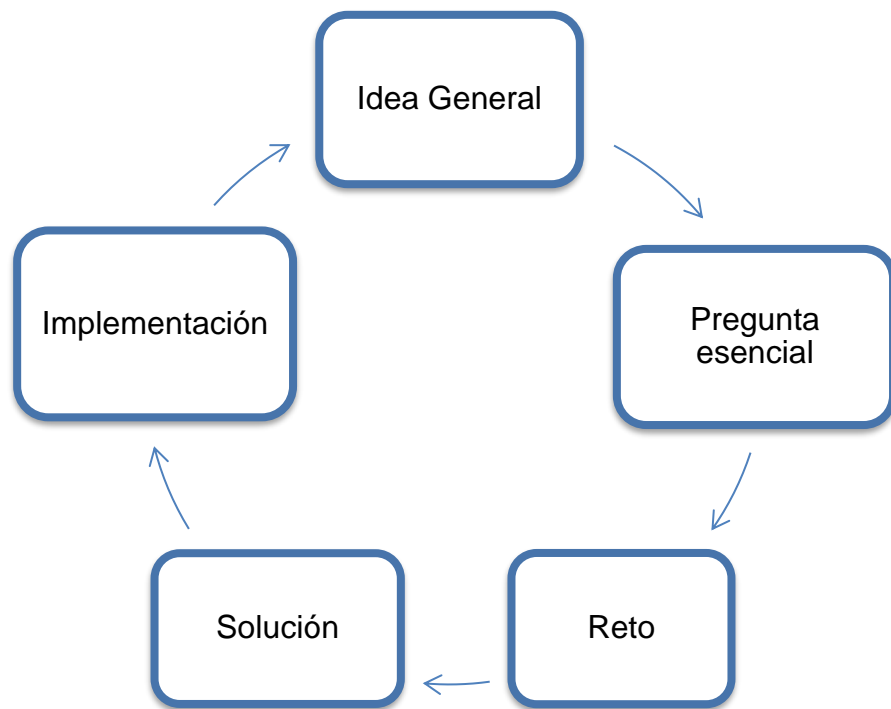 Idea General
Pregunta
esencial
Reto
Solución
Implementación